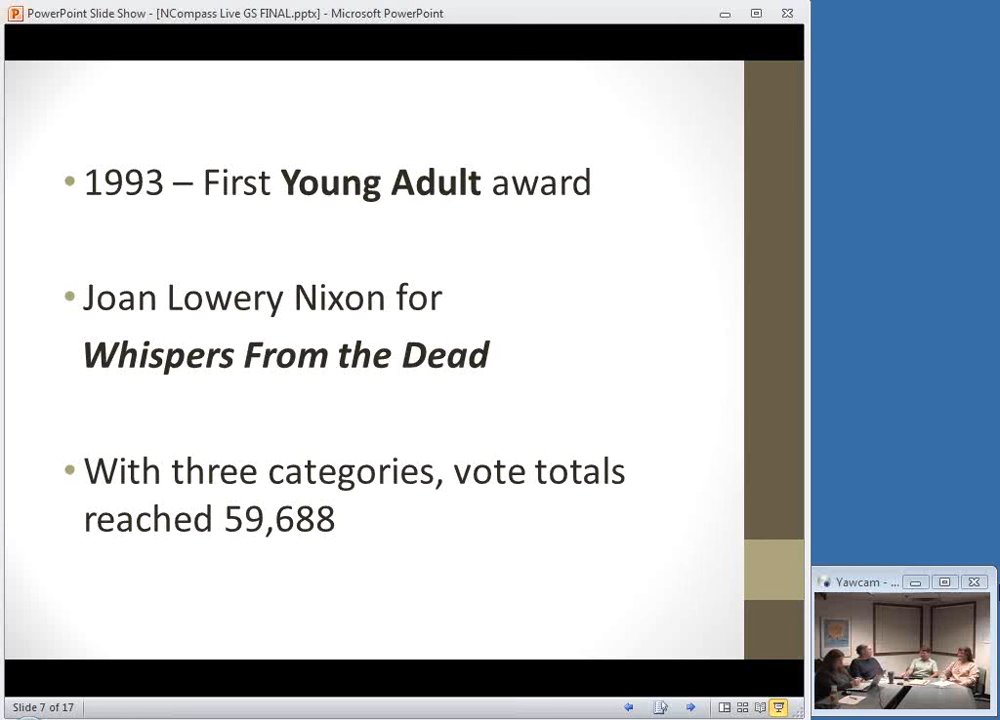 PowerPoint Slide Show - [NCompass Live GS FINAL.pptx] - Microsoft PowerPoint
• 1993 – First Young Adult award
• Joan Lowery Nixon for
Whispers From the Dead
• With three categories, vote totals
reached 59,688
Yawcam - ...
Slide 7 of 17